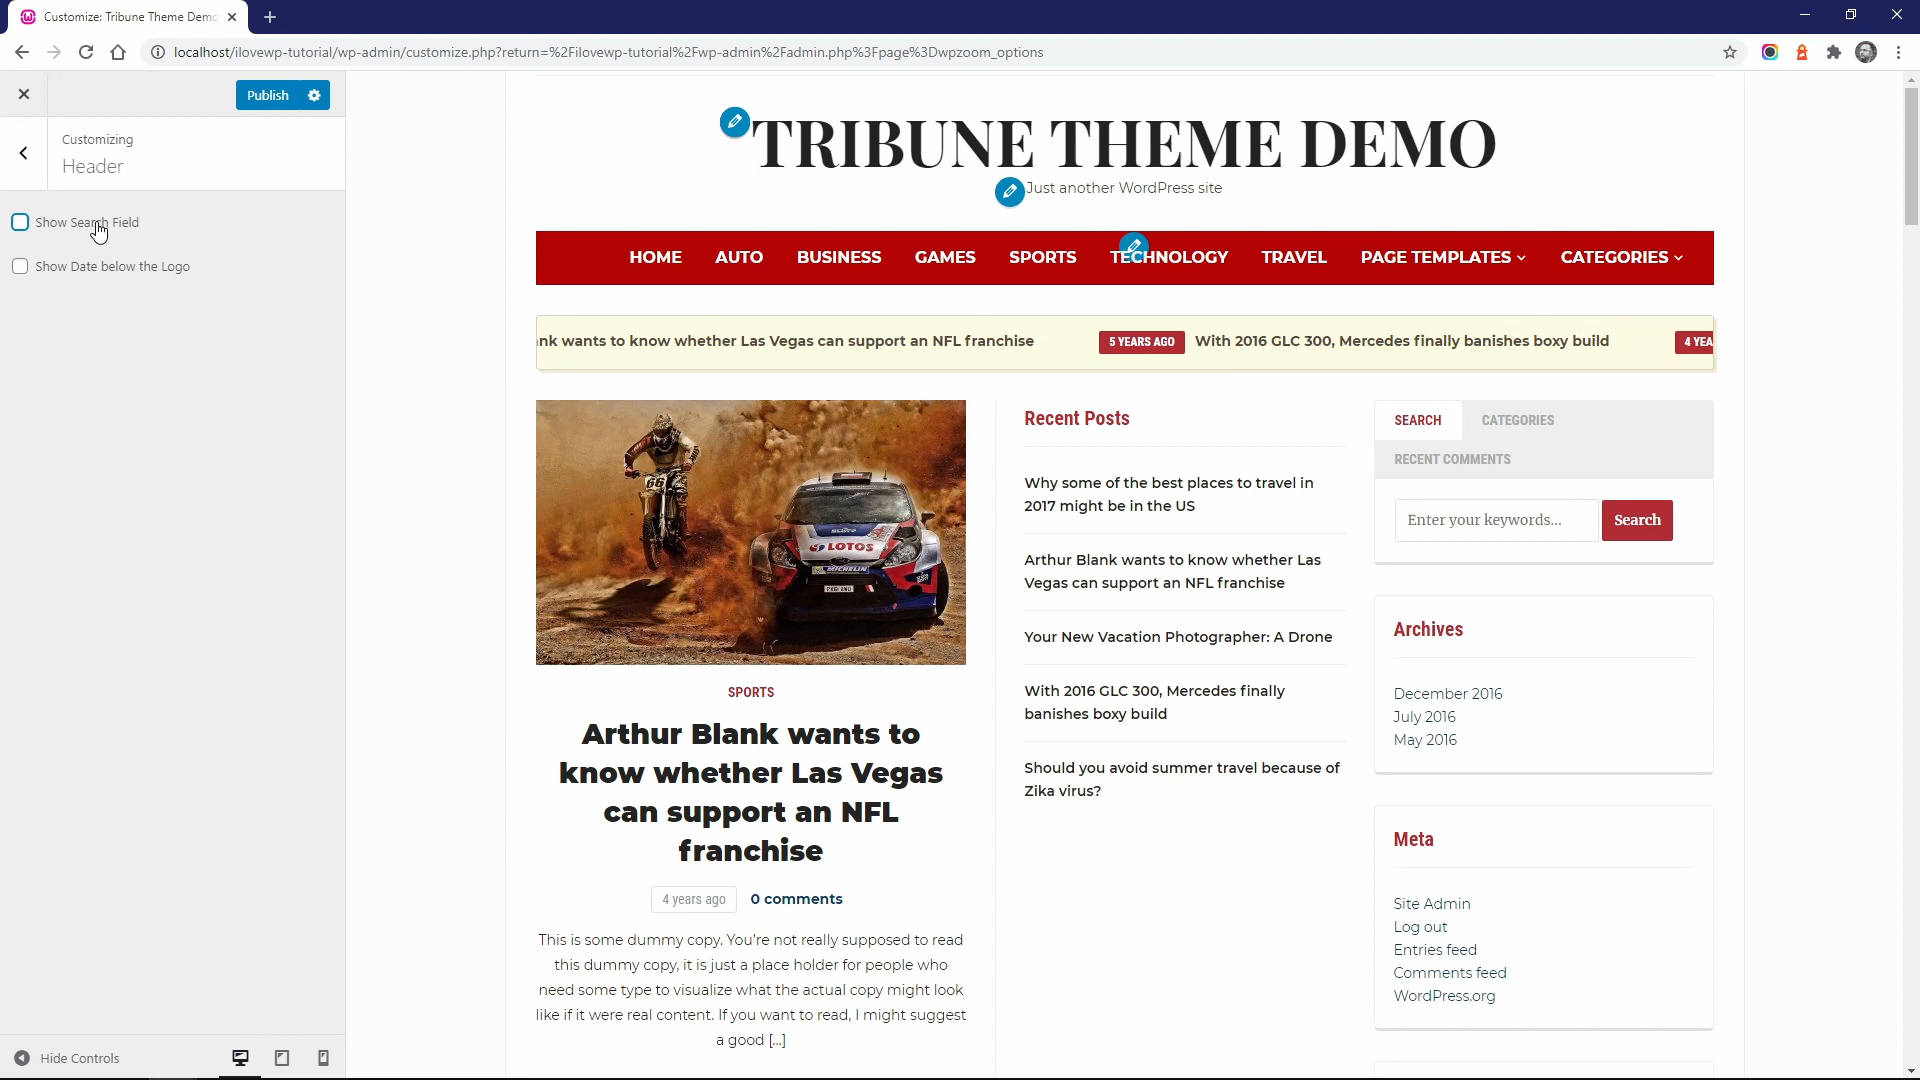 Customize: Tribune Theme Demo
localhost/ilovewp-tutorial/wp-admin/customize.php?return=%2Filovewp-tutorial%2Fwp-admin%2Fadmin.php%3Fpage%3Dwpzoom_options
Publish
Customizing
Header
Show Search Field
Show Date below the Logo
Hide Controls
TRIBUNE THEME DEMO
Just another WordPress site
HOME AUTO BUSINESS GAMES SPORTS TECHNOLOGY TRAVEL PAGE TEMPLATES CATEGORIES
nk wants to know whether Las Vegas can support an NFL franchise 5 YEARS AGO With 2016 GLC 300, Mercedes finally banishes boxy build 4 YEA
66
LOTOS
MICHELIN
SPORTS
Arthur Blank wants to
know whether Las Vegas
can support an NFL
franchise
4 years ago 0 comments
This is some dummy copy. You're not really supposed to read
this dummy copy, it is just a place holder for people who
need some type to visualize what the actual copy might look
like if it were real content. If you want to read, I might suggest
a good [...]
Recent Posts
Why some of the best places to travel in
2017 might be in the US
Arthur Blank wants to know whether Las
Vegas can support an NFL franchise
Your New Vacation Photographer: A Drone
With 2016 GLC 300, Mercedes finally
banishes boxy build
Should you avoid summer travel because of
Zika virus?
SEARCH CATEGORIES
RECENT COMMENTS
Enter your keywords... Search
Archives
December 2016
July 2016
May 2016
Meta
Site Admin
Log out
Entries feed
Comments feed
WordPress.org